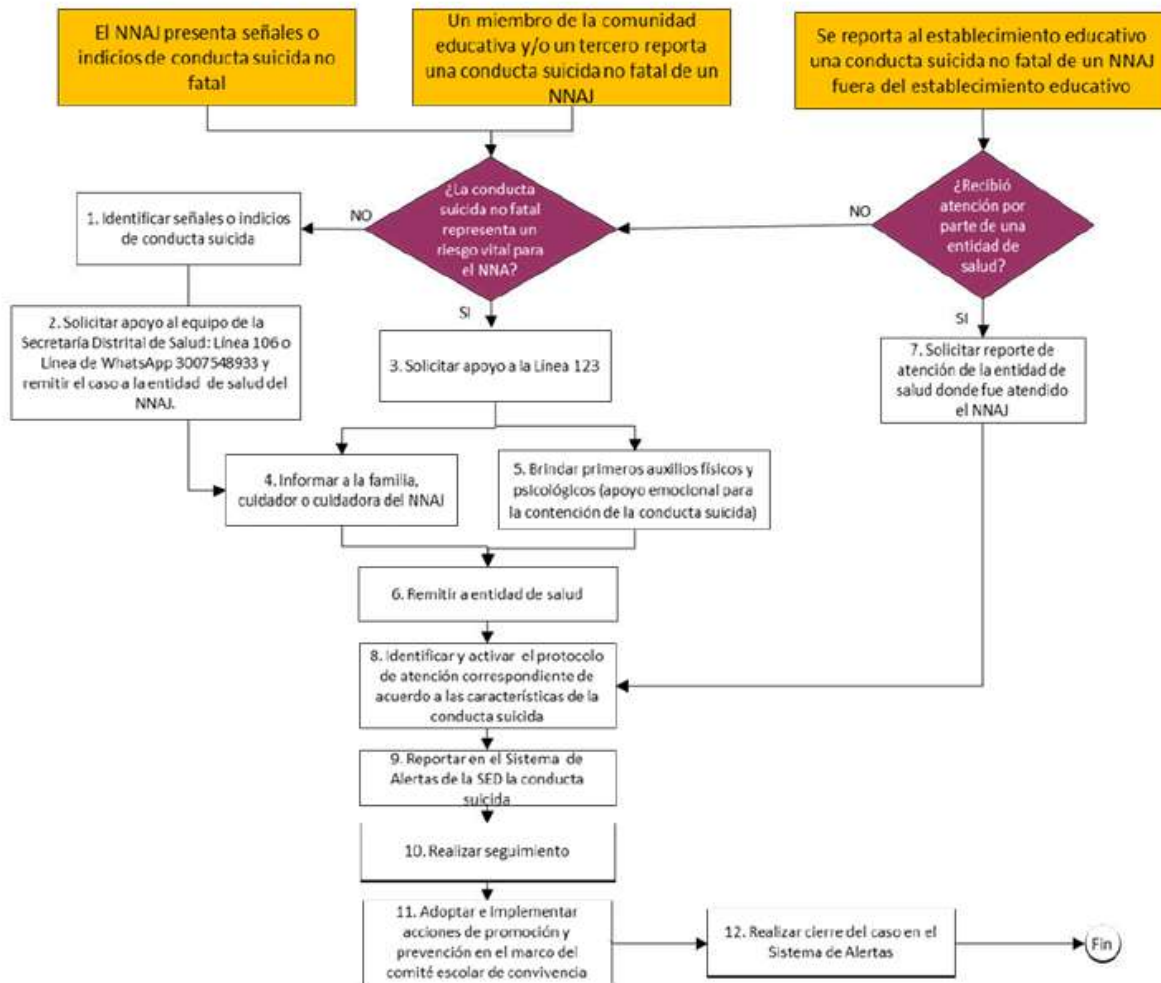 El NNAJ presenta señales o
indicios de conducta suicida no
fatal
Un miembro de la comunidad
educativa y/o un tercero reporta
una conducta suicida no fatal de un
NNAJ
Se reporta al establecimiento educativo
una conducta suicida no fatal de un NNAJ
fuera del establecimiento educativo
¿La conducta
suicida no fatal
representa un
riesgo vital para
el NNA?
¿Recibió
atención por
parte de una
entidad de
salud?
NO
NO
SI
SI
1. Identificar señales o indicios
de conducta suicida
2. Solicitar apoyo al equipo de la
Secretaría Distrital de Salud: Línea 106 o
Línea de WhatsApp 3007548933 y
remitir el caso a la entidad de salud del
NNAJ.
3. Solicitar apoyo a la Línea 123
7. Solicitar reporte de
atención de la entidad de
salud donde fue atendido
el NNAJ
4. Informar a la familia,
cuidador o cuidadora del NNAJ
5. Brindar primeros auxilios físicos y
psicológicos (apoyo emocional para
la contención de la conducta suicida)
6. Remitir a entidad de salud
8. Identificar y activar el protocolo
de atención correspondiente de
acuerdo a las características de la
conducta suicida
9. Reportar en el Sistema de
Alertas de la SED la conducta
suicida
10. Realizar seguimiento
11. Adoptar e Implementar
acciones de promoción y
prevención en el marco del
comité escolar de convivencia
12. Realizar cierre del caso en el
Sistema de Alertas
Fin